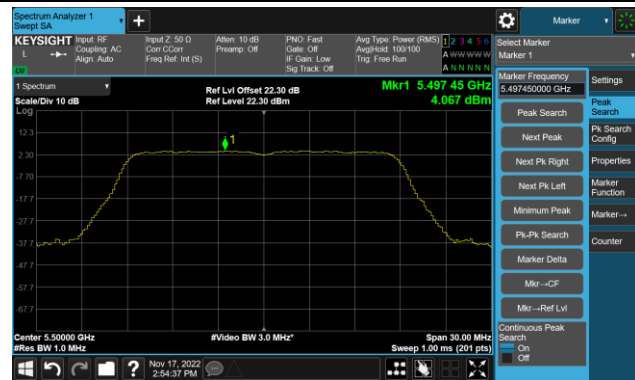 Spectrum Analyzer 1
Swept SA
Marker
KEYSIGHT
L
Input: RF
Coupling: AC
Align: Auto
Input Z: 50 Ω
Corr CCorr
Freq Ref: Int (S)
Atten: 10 dB
Preamp: Off
PNO: Fast
Gate: Off
IF Gain: Low
Sig Track: Off
Avg Type: Power (RMS)
Avg|Hold: 100/100
Trig: Free Run
1 2 3 4 5 6
A W W W W W
A N N N N N
Select Marker
Marker 1
1 Spectrum
Scale/Div 10 dB
Log
Ref Lvl Offset 22.30 dB
Ref Level 22.30 dBm
Mkr1 5.497 45 GHz
4.067 dBm
12.3
2.30
-7.70
-17.7
-27.7
-37.7
-47.7
-57.7
-67.7
1
Center 5.50000 GHz
#Res BW 1.0 MHz
#Video BW 3.0 MHz*
Span 30.00 MHz
Sweep 1.00 ms (201 pts)
Marker Frequency
5.497450000 GHz
Peak Search
Next Peak
Next Pk Right
Next Pk Left
Minimum Peak
Pk-Pk Search
Marker Delta
Mkr→CF
Mkr→Ref Lvl
Continuous Peak
Search
On
Off
Settings
Peak
Search
Pk Search
Config
Properties
Marker
Function
Marker→
Counter
?
Nov 17, 2022
2:54:37 PM